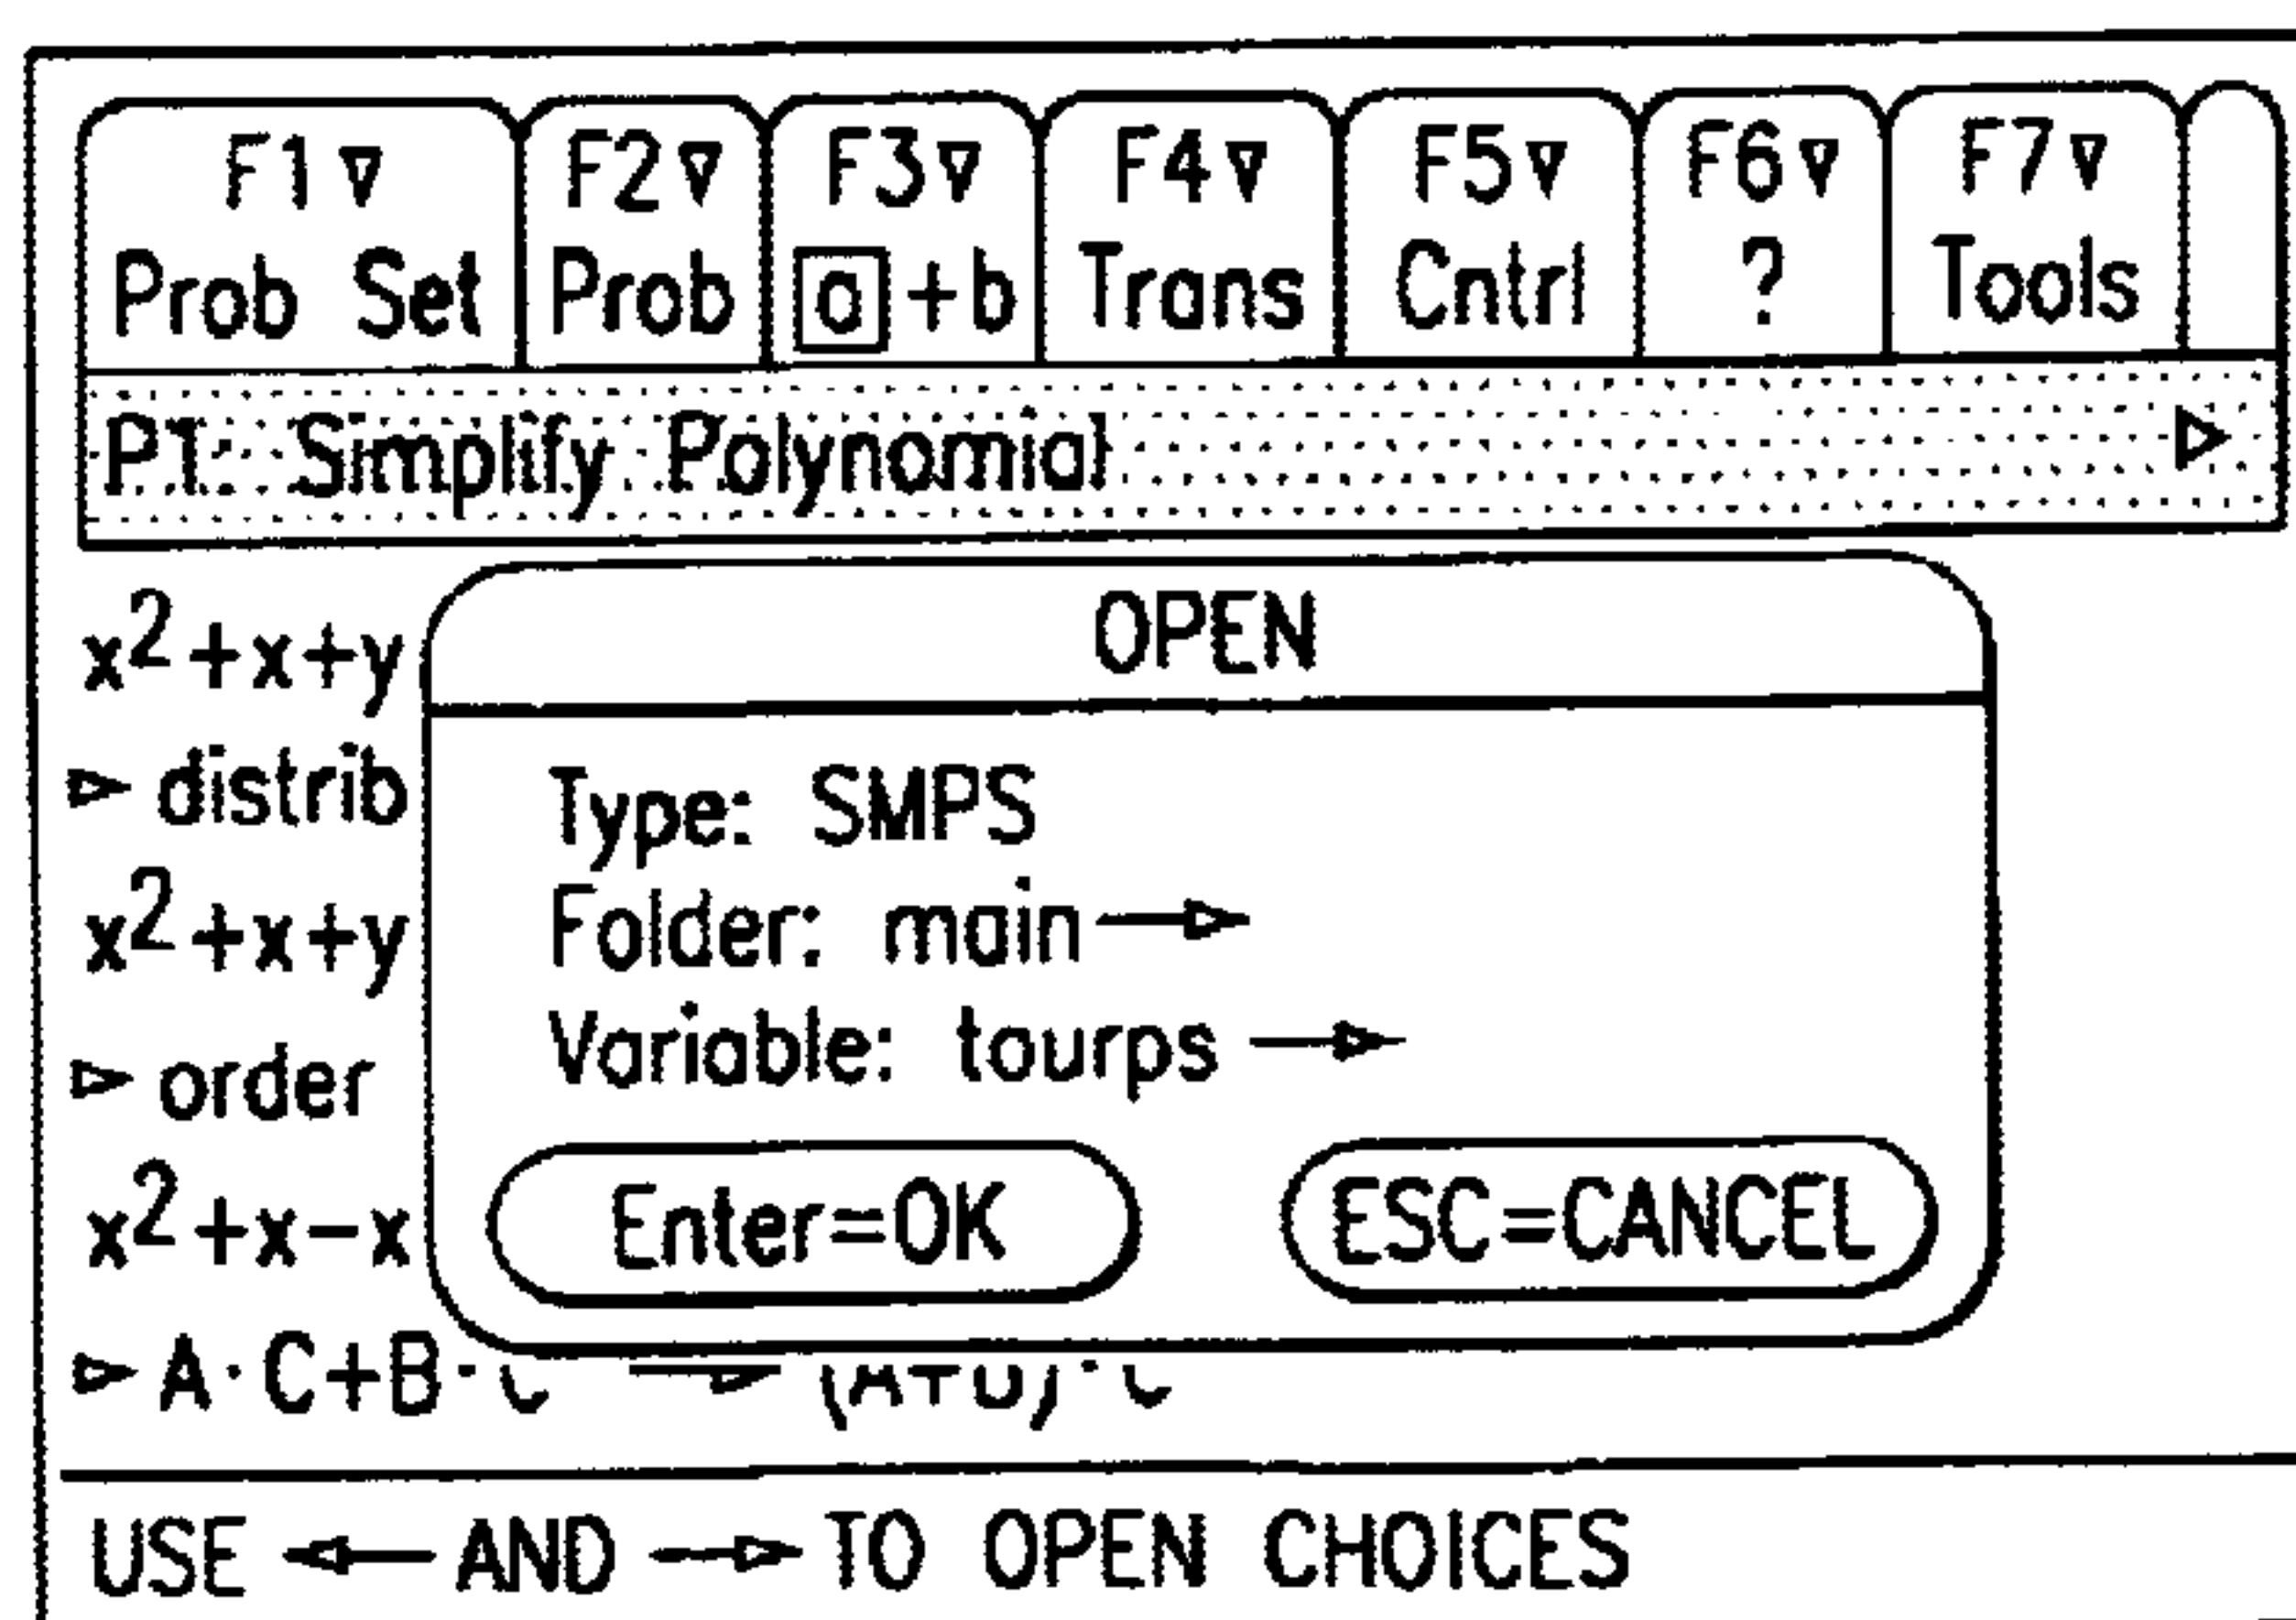 F1 F2 F3 F4 F5 F6 F7
Prob Set Prob a+b Trans Cntrl ? Tools
P1: Simplify Polynomial
OPEN
x²+x+y
▷ distrib
Type: SMPS
x²+x+y
Folder: main →
Variable: tourps →
▷ order
x²+x−x
Enter=OK ESC=CANCEL
▷ A·C+B·
USE ← AND → TO OPEN CHOICES